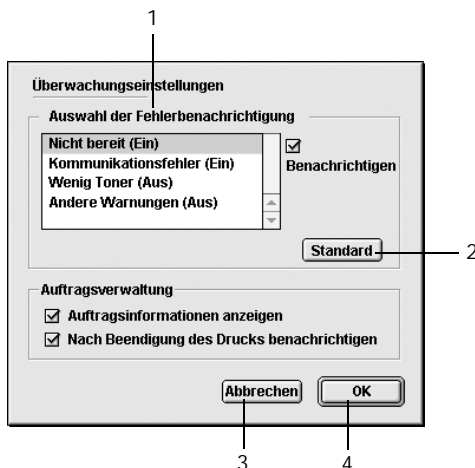 1
Überwachungseinstellungen
Auswahl der Fehlerbenachrichtigung
Nicht bereit (Ein)
Kommunikationsfehler (Ein)
Wenig Toner (Aus)
Andere Warnungen (Aus)
Benachrichtigen
Standard
2
Auftragsverwaltung
Auftragsinformationen anzeigen
Nach Beendigung des Drucks benachrichtigen
Abbrechen
OK
3
4